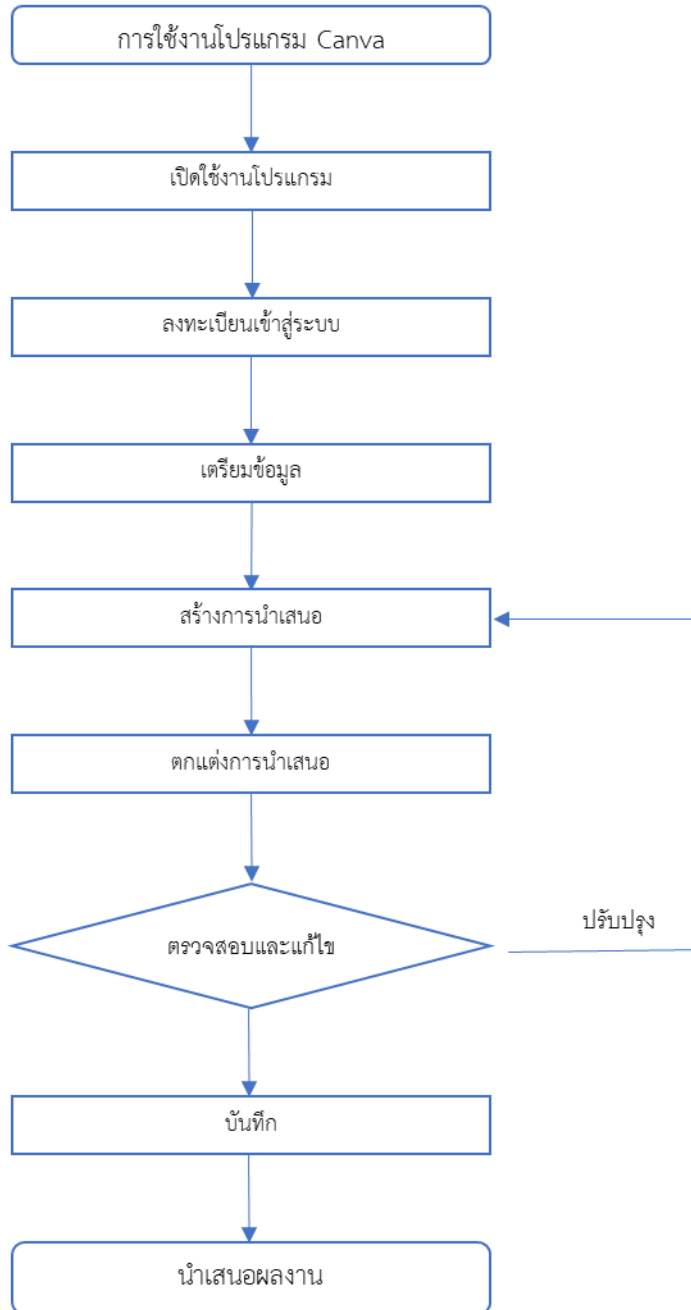 การใช้งานโปรแกรม Canva
เปิดใช้งานโปรแกรม
ลงทะเบียนเข้าสู่ระบบ
เตรียมข้อมูล
สร้างการนำเสนอ
ตกแต่งการนำเสนอ
ตรวจสอบและแก้ไข
ปรับปรุง
บันทึก
นำเสนอผลงาน